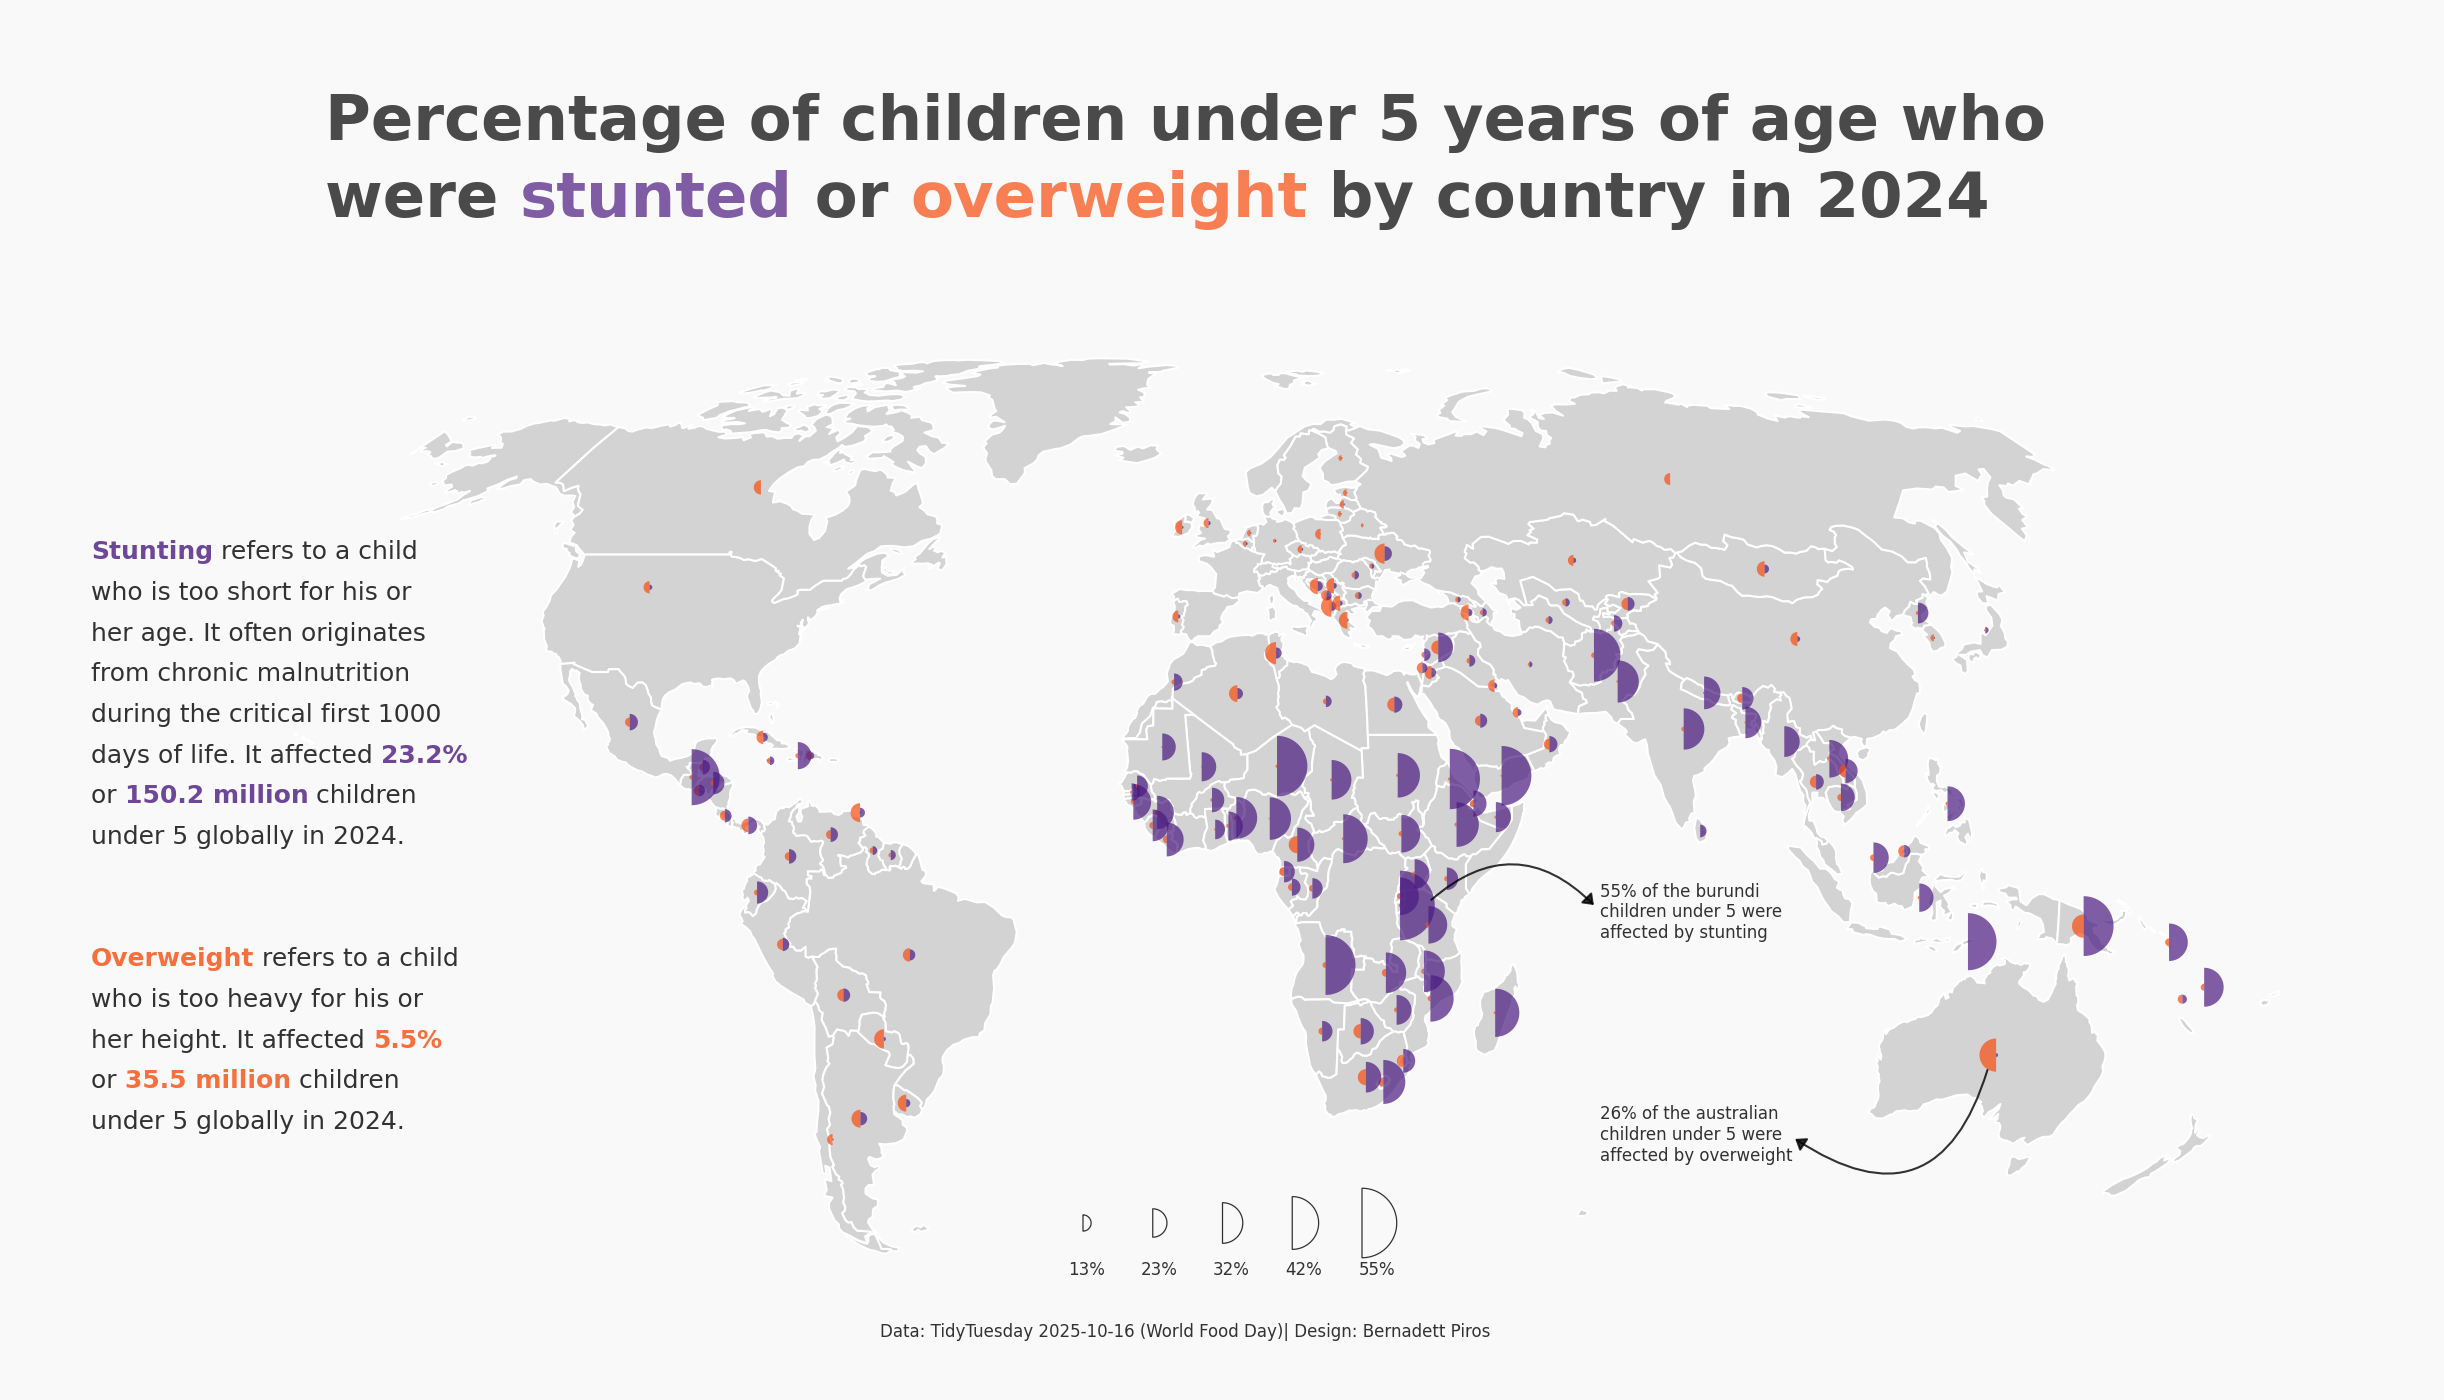 Percentage of children under 5 years of age who
were stunted or overweight by country in 2024
Stunting refers to a child
who is too short for his or
her age. It often originates
from chronic malnutrition
during the critical first 1000
days of life. It affected 23.2%
or 150.2 million children
under 5 globally in 2024.
Overweight refers to a child
who is too heavy for his or
her height. It affected 5.5%
or 35.5 million children
under 5 globally in 2024.
55% of the burundi
children under 5 were
affected by stunting
26% of the australian
children under 5 were
affected by overweight
13% 23% 32% 42% 55%
Data: TidyTuesday 2025-10-16 (World Food Day)| Design: Bernadett Piros